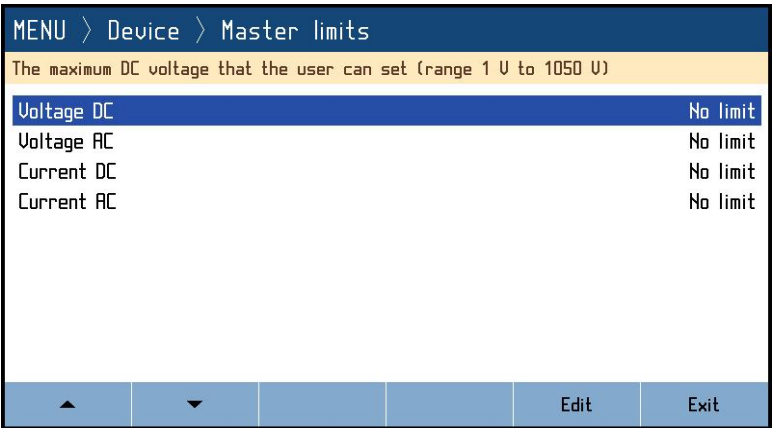 MENU 〉 Device 〉 Master limits
The maximum DC voltage that the user can set (range 1 V to 1050 V)
Voltage DC No limit
Voltage AC No limit
Current DC No limit
Current AC No limit
Edit Exit